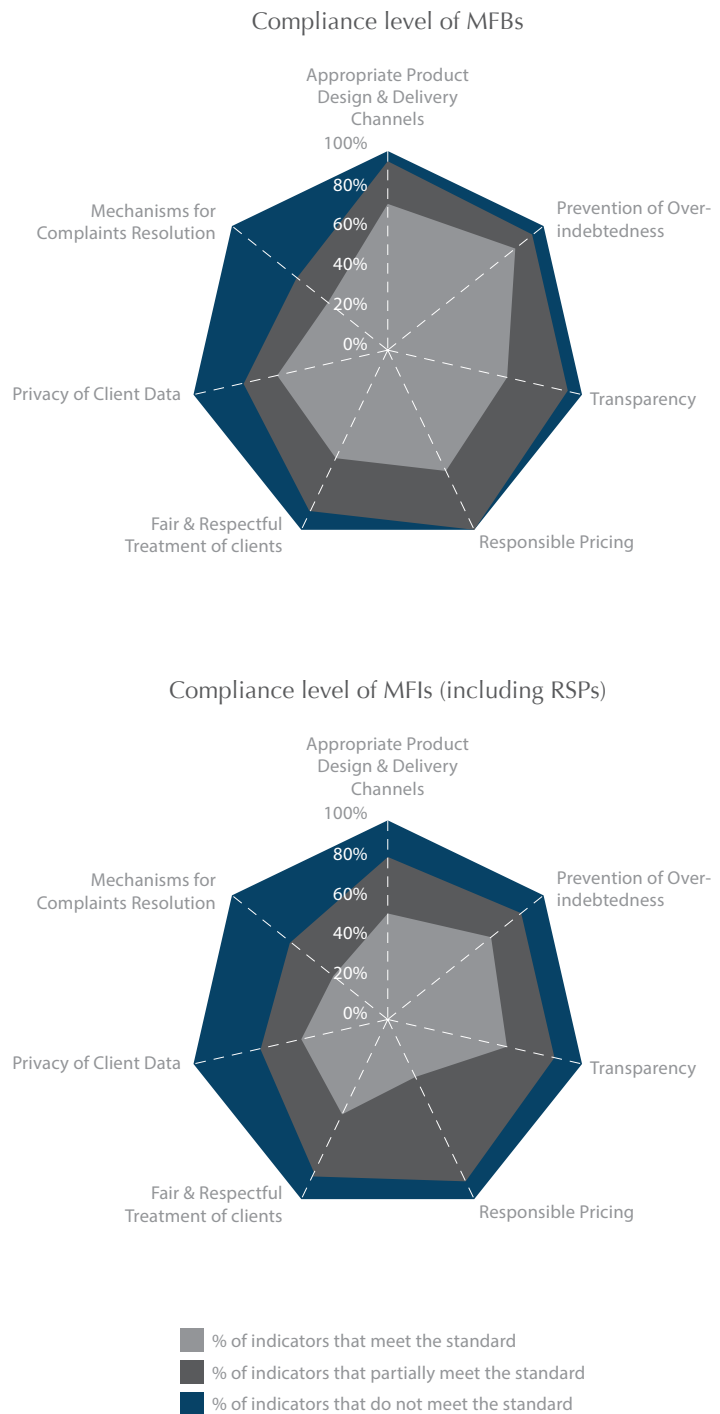 Compliance level of MFBs
Appropriate Product
Design & Delivery
Channels
100%
80%
60%
40%
20%
0%
Prevention of Over-
indebtedness
Transparency
Responsible Pricing
Fair & Respectful
Treatment of clients
Privacy of Client Data
Mechanisms for
Complaints Resolution
Compliance level of MFIs (including RSPs)
Appropriate Product
Design & Delivery
Channels
100%
80%
60%
40%
20%
0%
Prevention of Over-
indebtedness
Transparency
Responsible Pricing
Fair & Respectful
Treatment of clients
Privacy of Client Data
Mechanisms for
Complaints Resolution
% of indicators that meet the standard
% of indicators that partially meet the standard
% of indicators that do not meet the standard